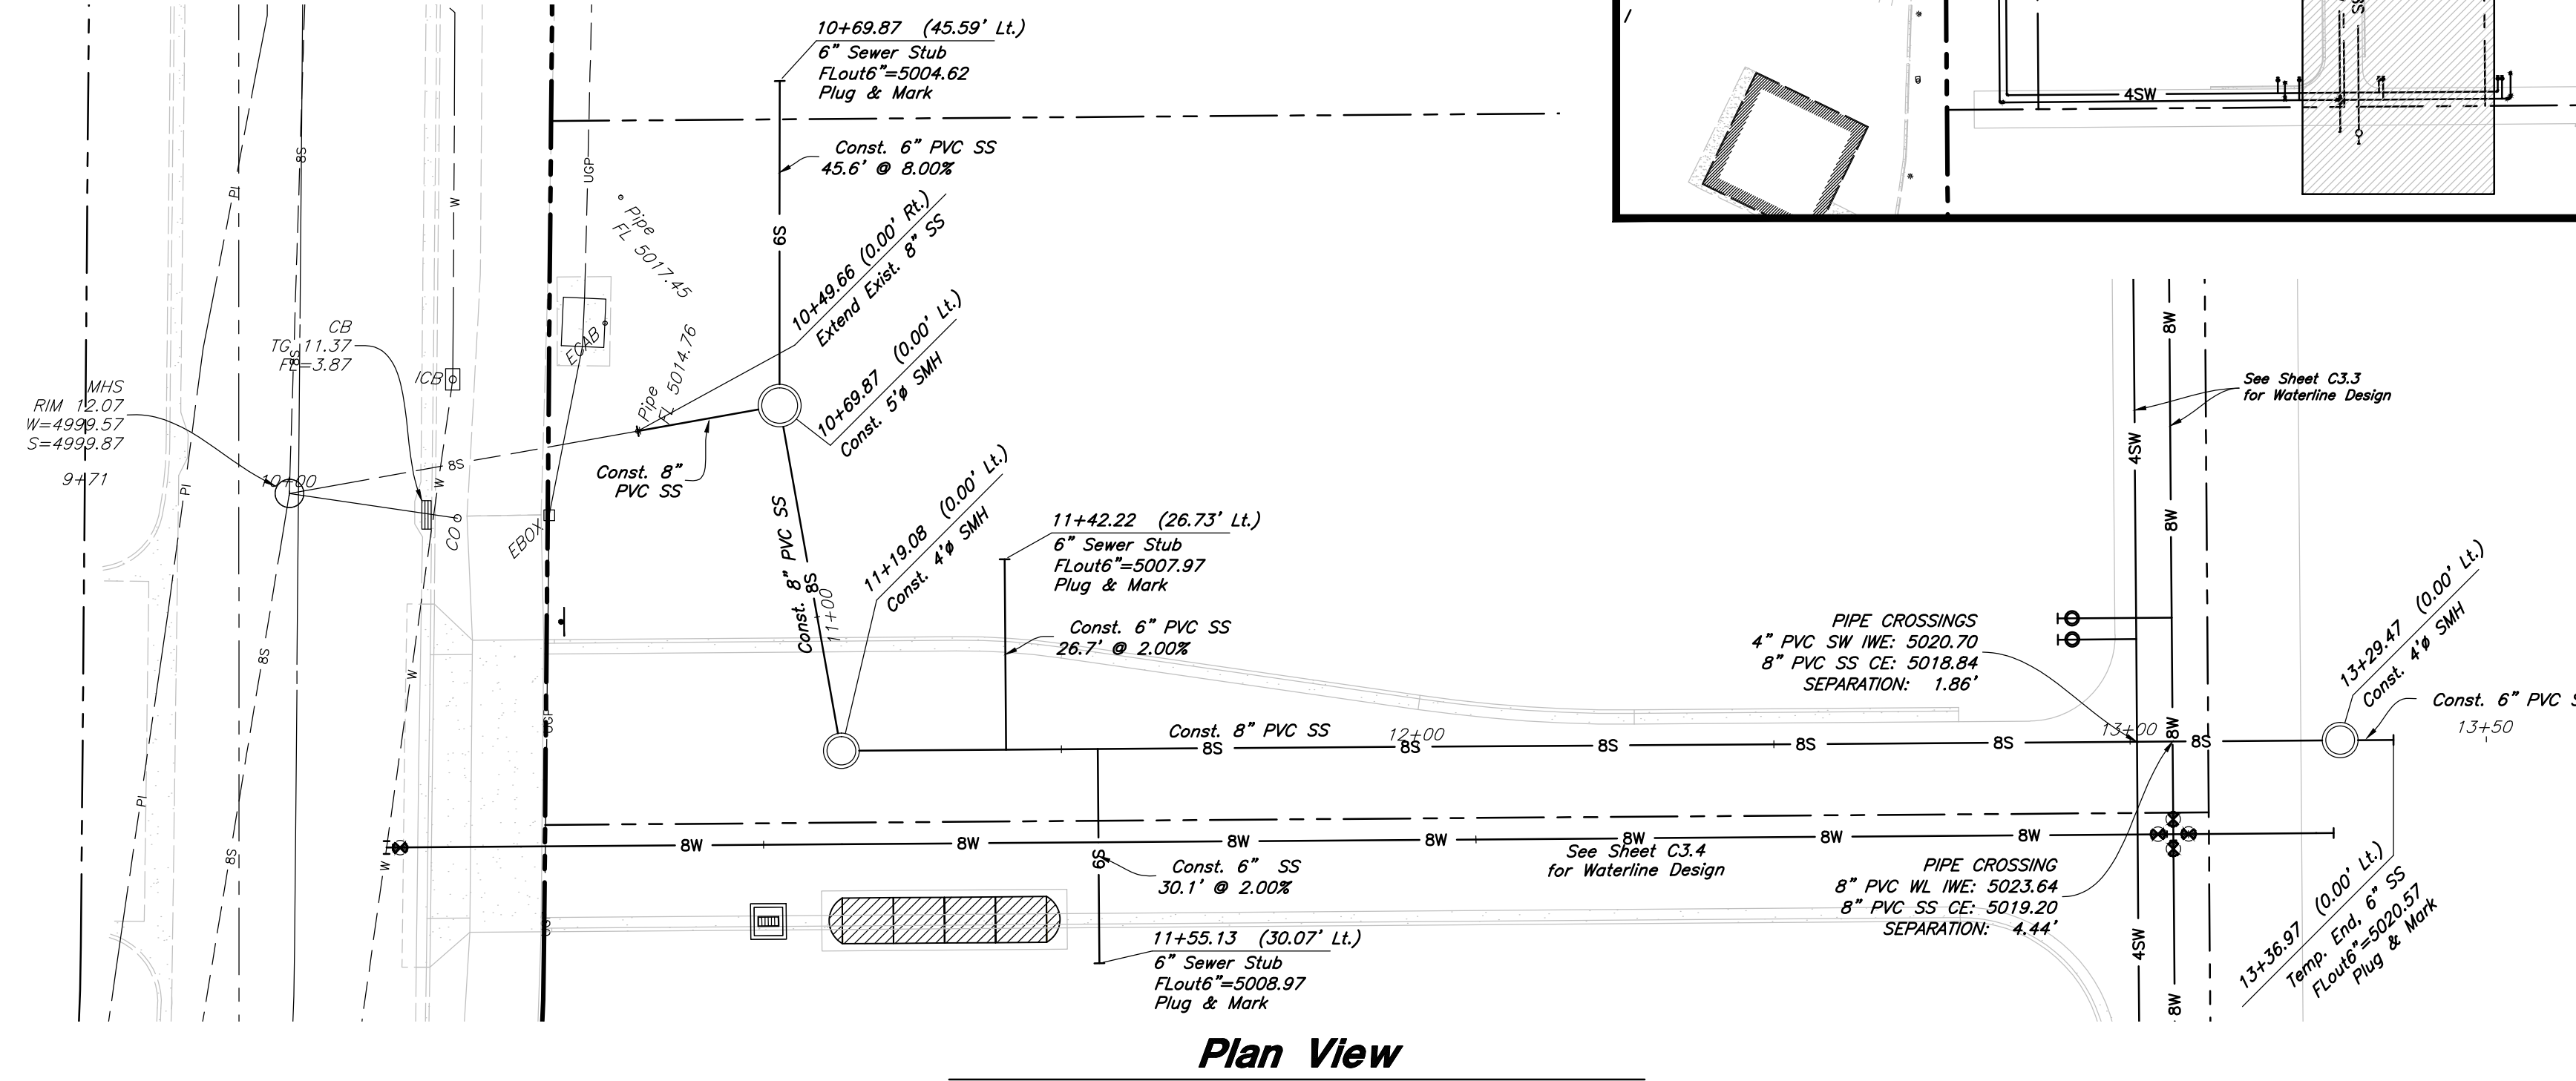 10+69.87 (45.59' Lt.)
6" Sewer Stub
FLout6"=5004.62
Plug & Mark
Const. 6" PVC SS
45.6' @ 8.00%
6S
UGP
Pipe
FL 5017.45
10+49.66 (0.00' Rt.)
Extend Exist. 8" SS
10+69.87 (0.00' Lt.)
Const. 5'ø SMH
Pipe
FL 5014.76
ECAB
Const. 8"
PVC SS
CB
TG 11.37
FL=3.87
ICB
MHS
RIM 12.07
W=4999.57
S=4999.87
9+71
10+00
8S
8S
8S
8S
8S
PI
PI
PI
W
W
W
W
CO
EBOX
UGP
Const. 8" PVC SS
8S
11+00
11+19.08 (0.00' Lt.)
Const. 4'ø SMH
11+42.22 (26.73' Lt.)
6" Sewer Stub
FLout6"=5007.97
Plug & Mark
Const. 6" PVC SS
26.7' @ 2.00%
Const. 8" PVC SS
12+00
8S
8S
8S
8S
8S
8S
13+00
PIPE CROSSINGS
4" PVC SW IWE: 5020.70
8" PVC SS CE: 5018.84
SEPARATION: 1.86'
4SW
8W
8W
8W
4SW
See Sheet C3.3
for Waterline Design
13+29.47 (0.00' Lt.)
Const. 4'ø SMH
Const. 6" PVC
13+50
8W
8W
8W
8W
8W
8W
8W
See Sheet C3.4
for Waterline Design
6S
Const. 6" SS
30.1' @ 2.00%
11+55.13 (30.07' Lt.)
6" Sewer Stub
FLout6"=5008.97
Plug & Mark
PIPE CROSSING
8" PVC WL IWE: 5023.64
8" PVC SS CE: 5019.20
SEPARATION: 4.44'
4SW
8W
13+36.97 (0.00' Lt.)
Temp. End, 6" SS
FLout6"=5020.57
Plug & Mark
Plan View